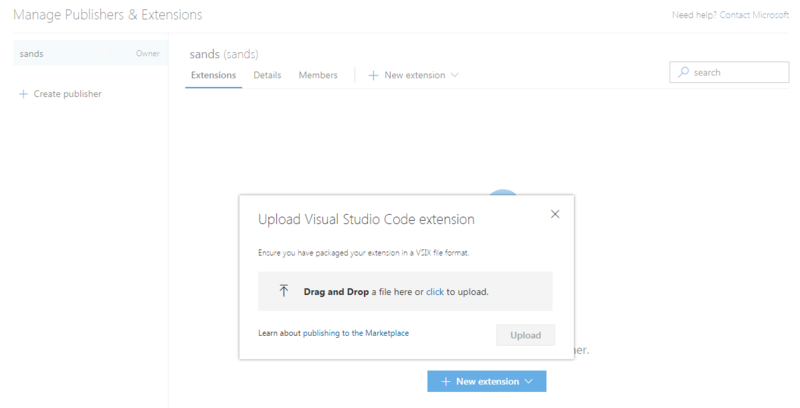 Manage Publishers & Extensions
Need help? Contact Microsoft
sands Owner
sands (sands)
Extensions Details Members New extension
search
Create publisher
Upload Visual Studio Code extension
Ensure you have packaged your extension in a VSIX file format.
Drag and Drop a file here or click to upload.
Learn about publishing to the Marketplace
Upload
New extension